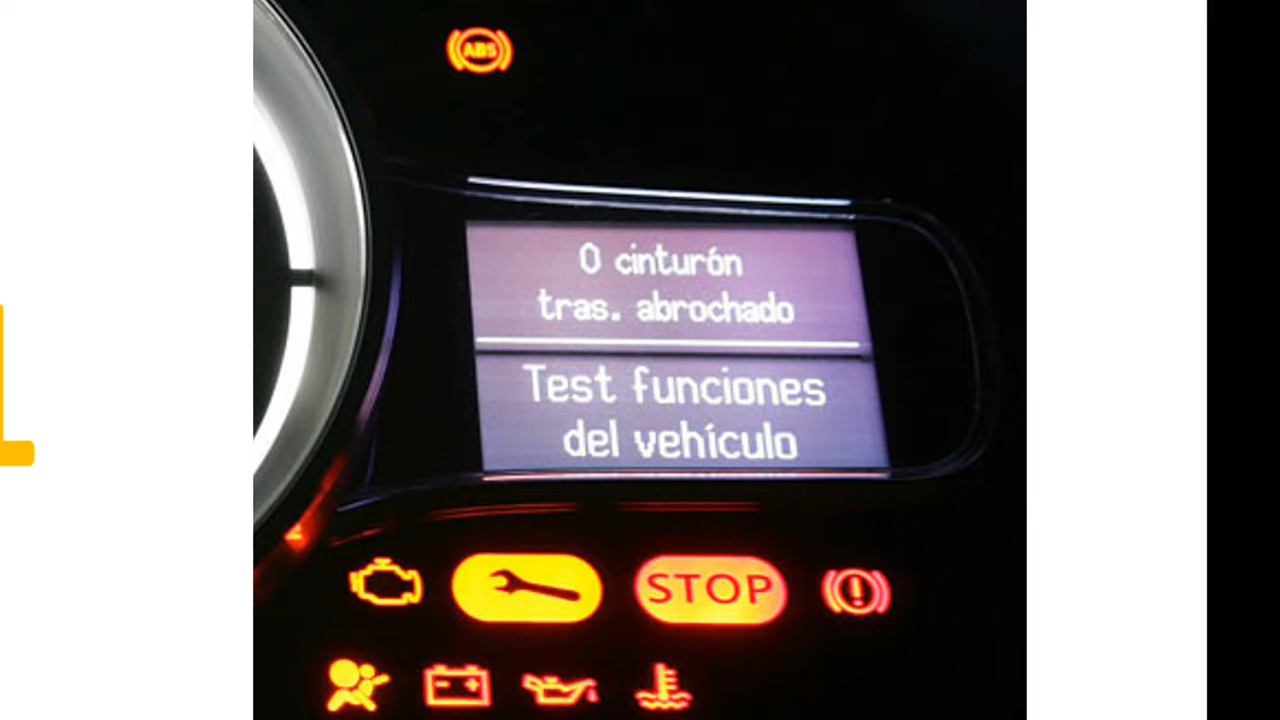 ABS
0 cinturón
tras. abrochado
Test funciones
del vehículo
STOP